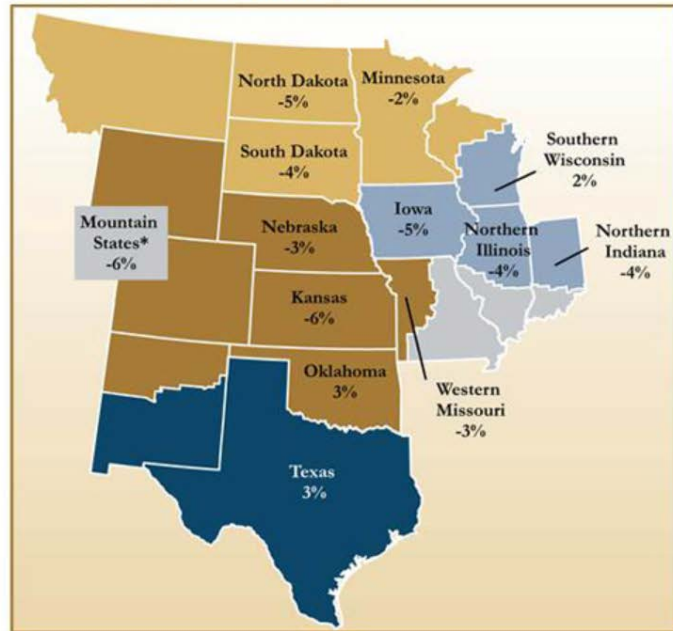 North Dakota
-5%
Minnesota
-2%
South Dakota
-4%
Southern
Wisconsin
2%
Mountain
States*
-6%
Nebraska
-3%
Iowa
-5%
Northern
Illinois
-4%
Northern
Indiana
-4%
Kansas
-6%
Oklahoma
3%
Western
Missouri
-3%
Texas
3%